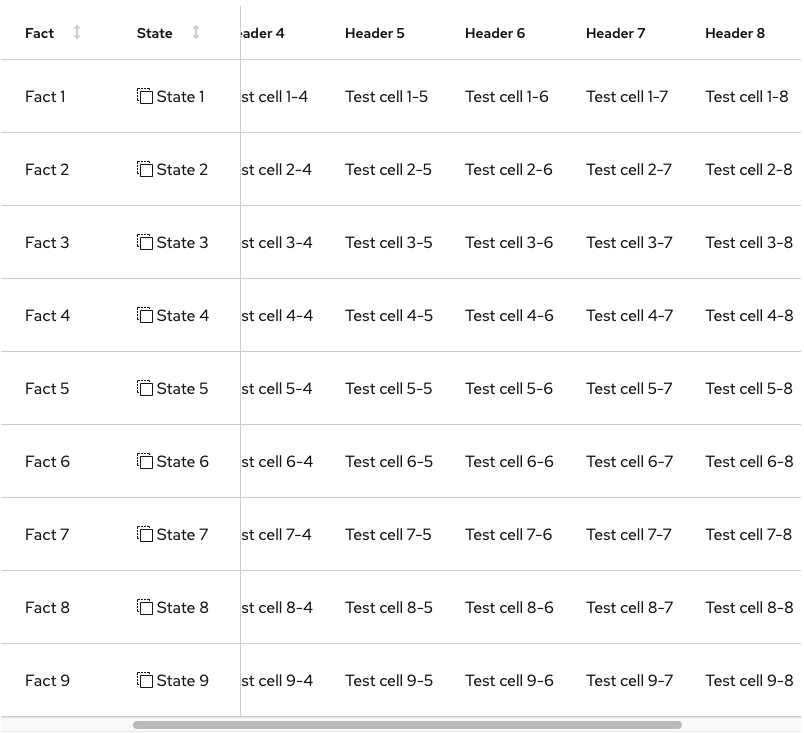 Fact State ader 4 Header 5 Header 6 Header 7 Header 8
Fact 1 State 1 st cell 1-4 Test cell 1-5 Test cell 1-6 Test cell 1-7 Test cell 1-8
Fact 2 State 2 st cell 2-4 Test cell 2-5 Test cell 2-6 Test cell 2-7 Test cell 2-8
Fact 3 State 3 st cell 3-4 Test cell 3-5 Test cell 3-6 Test cell 3-7 Test cell 3-8
Fact 4 State 4 st cell 4-4 Test cell 4-5 Test cell 4-6 Test cell 4-7 Test cell 4-8
Fact 5 State 5 st cell 5-4 Test cell 5-5 Test cell 5-6 Test cell 5-7 Test cell 5-8
Fact 6 State 6 st cell 6-4 Test cell 6-5 Test cell 6-6 Test cell 6-7 Test cell 6-8
Fact 7 State 7 st cell 7-4 Test cell 7-5 Test cell 7-6 Test cell 7-7 Test cell 7-8
Fact 8 State 8 st cell 8-4 Test cell 8-5 Test cell 8-6 Test cell 8-7 Test cell 8-8
Fact 9 State 9 st cell 9-4 Test cell 9-5 Test cell 9-6 Test cell 9-7 Test cell 9-8